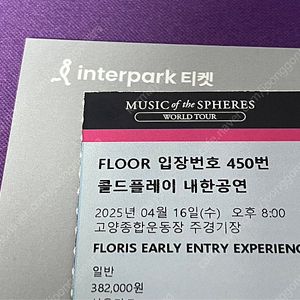 interpark 티켓
MUSIC of the SPHERES
WORLD TOUR
FLOOR 입장번호 450번
콜드플레이 내한공연
2025년 04월 16일(수) 오후 8:00
고양종합운동장 주경기장
FLORIS EARLY ENTRY EXPERIENC
일반
382,000원